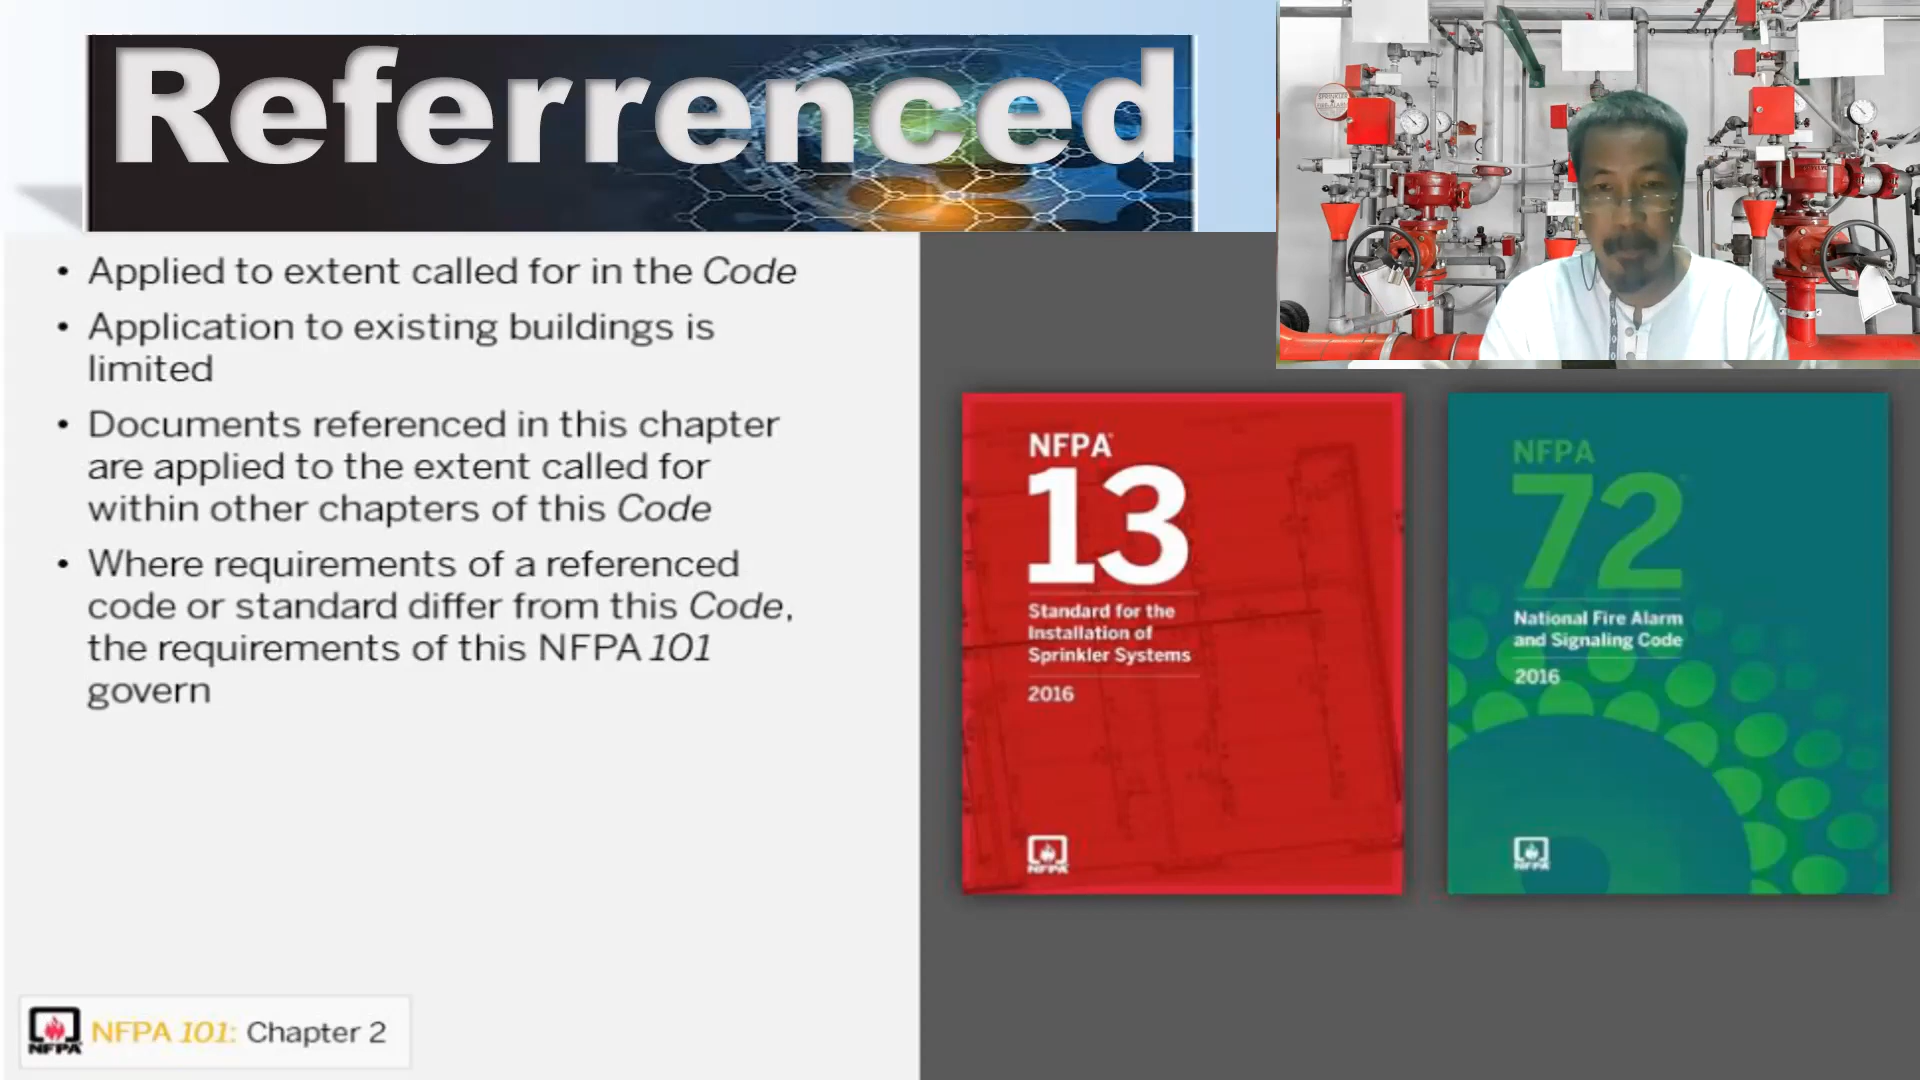 Referrenced
• Applied to extent called for in the Code
• Application to existing buildings is
limited
• Documents referenced in this chapter
are applied to the extent called for
within other chapters of this Code
• Where requirements of a referenced
code or standard differ from this Code,
the requirements of this NFPA 101
govern
NFPA
13
Standard for the
Installation of
Sprinkler Systems
2016
NFPA
NFPA
72
National Fire Alarm
and Signaling Code
2016
NFPA
NFPA
NFPA 101: Chapter 2